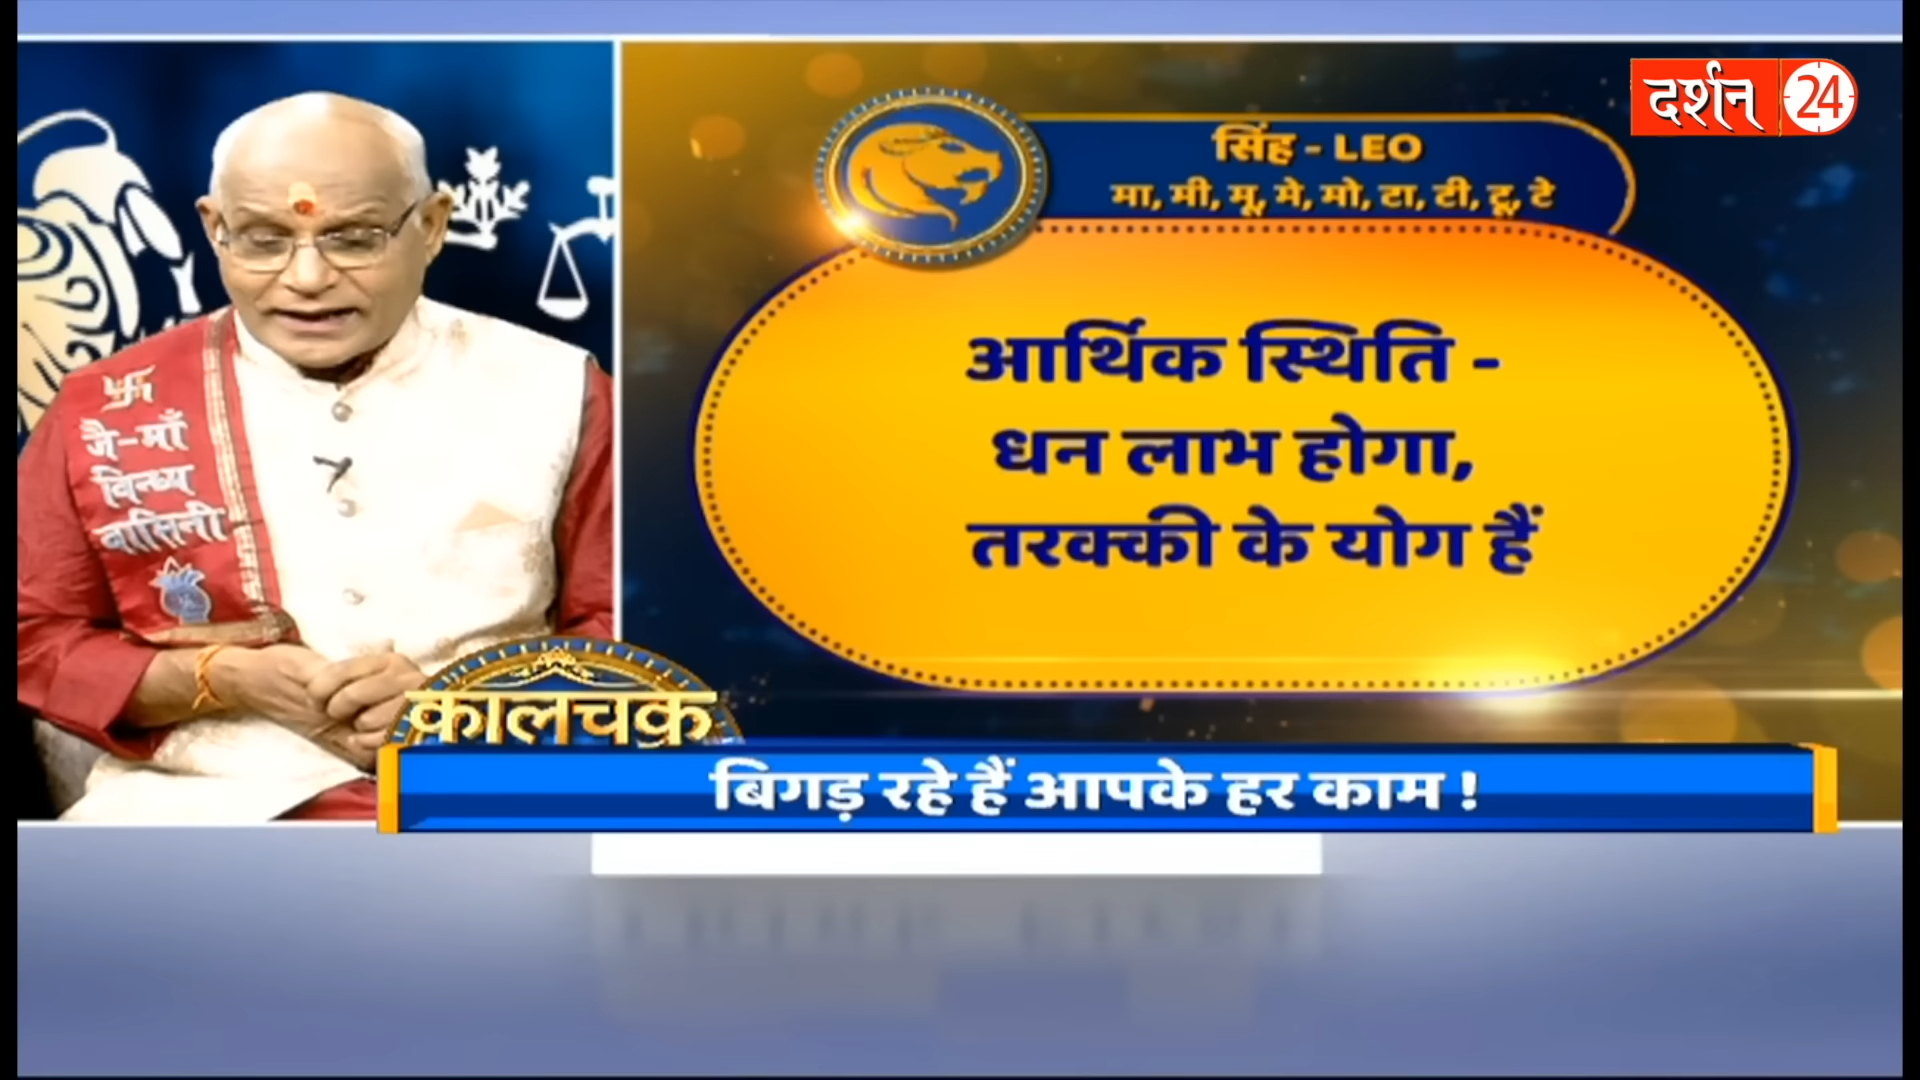 दर्शन 24
सिंह - LEO
मा, मी, मू, मे, मो, टा, टी, टू, टे
आर्थिक स्थिति -
धन लाभ होगा,
तरक्की के योग हैं
जै-माँ
विन्ध्य
वासिनी
कालचक्र
बिगड़ रहे हैं आपके हर काम !